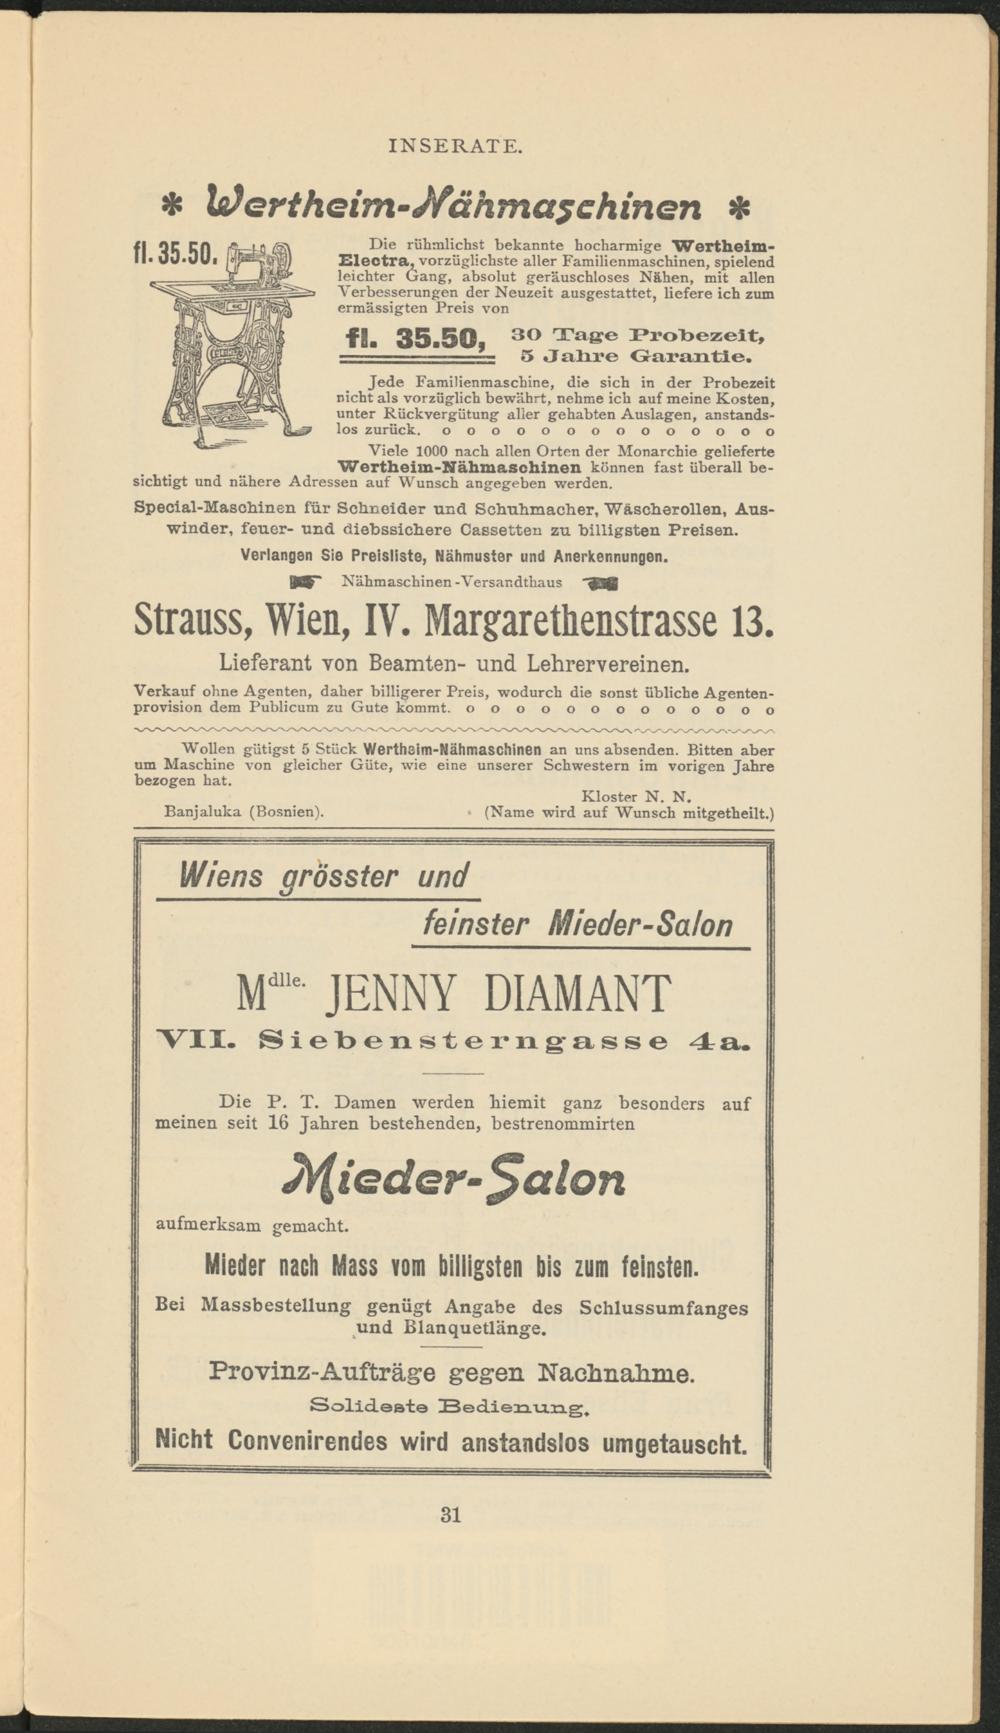 INSERATE.
* Wertheim-Nähmaschinen *
fl. 35.50.
Die rühmlichst bekannte hocharmige Wertheim-
Electra, vorzüglichste aller Familienmaschinen, spielend
leichter Gang, absolut geräuschloses Nähen, mit allen
Verbesserungen der Neuzeit ausgestattet, liefere ich zum
ermässigten Preis von
fl. 35.50, 30 Tage Probezeit,
5 Jahre Garantie.
Jede Familienmaschine, die sich in der Probezeit
nicht als vorzüglich bewährt, nehme ich auf meine Kosten,
unter Rückvergütung aller gehabten Auslagen, anstands-
los zurück. o o o o o o o o o o o o o o
Viele 1000 nach allen Orten der Monarchie gelieferte
Wertheim-Nähmaschinen können fast überall be-
sichtigt und nähere Adressen auf Wunsch angegeben werden.
Special-Maschinen für Schneider und Schuhmacher, Wäscherollen, Aus-
winder, feuer- und diebssichere Cassetten zu billigsten Preisen.
Verlangen Sie Preisliste, Nähmuster und Anerkennungen.
Nähmaschinen-Versandthaus
Strauss, Wien, IV. Margarethenstrasse 13.
Lieferant von Beamten- und Lehrervereinen.
Verkauf ohne Agenten, daher billigerer Preis, wodurch die sonst übliche Agenten-
provision dem Publicum zu Gute kommt. o o o o o o o o o o o o o
Wollen gütigst 5 Stück Wertheim-Nähmaschinen an uns absenden. Bitten aber
um Maschine von gleicher Güte, wie eine unserer Schwestern im vorigen Jahre
bezogen hat.
Kloster N. N.
Banjaluka (Bosnien). (Name wird auf Wunsch mitgetheilt.)
Wiens grösster und
feinster Mieder-Salon
Mdlle. JENNY DIAMANT
VII. Siebensterngasse 4a.
Die P. T. Damen werden hiemit ganz besonders auf
meinen seit 16 Jahren bestehenden, bestrenommirten
Mieder-Salon
aufmerksam gemacht.
Mieder nach Mass vom billigsten bis zum feinsten.
Bei Massbestellung genügt Angabe des Schlussumfanges
und Blanquetlänge.
Provinz-Aufträge gegen Nachnahme.
Solideste Bedienung.
Nicht Convenirendes wird anstandslos umgetauscht.
31